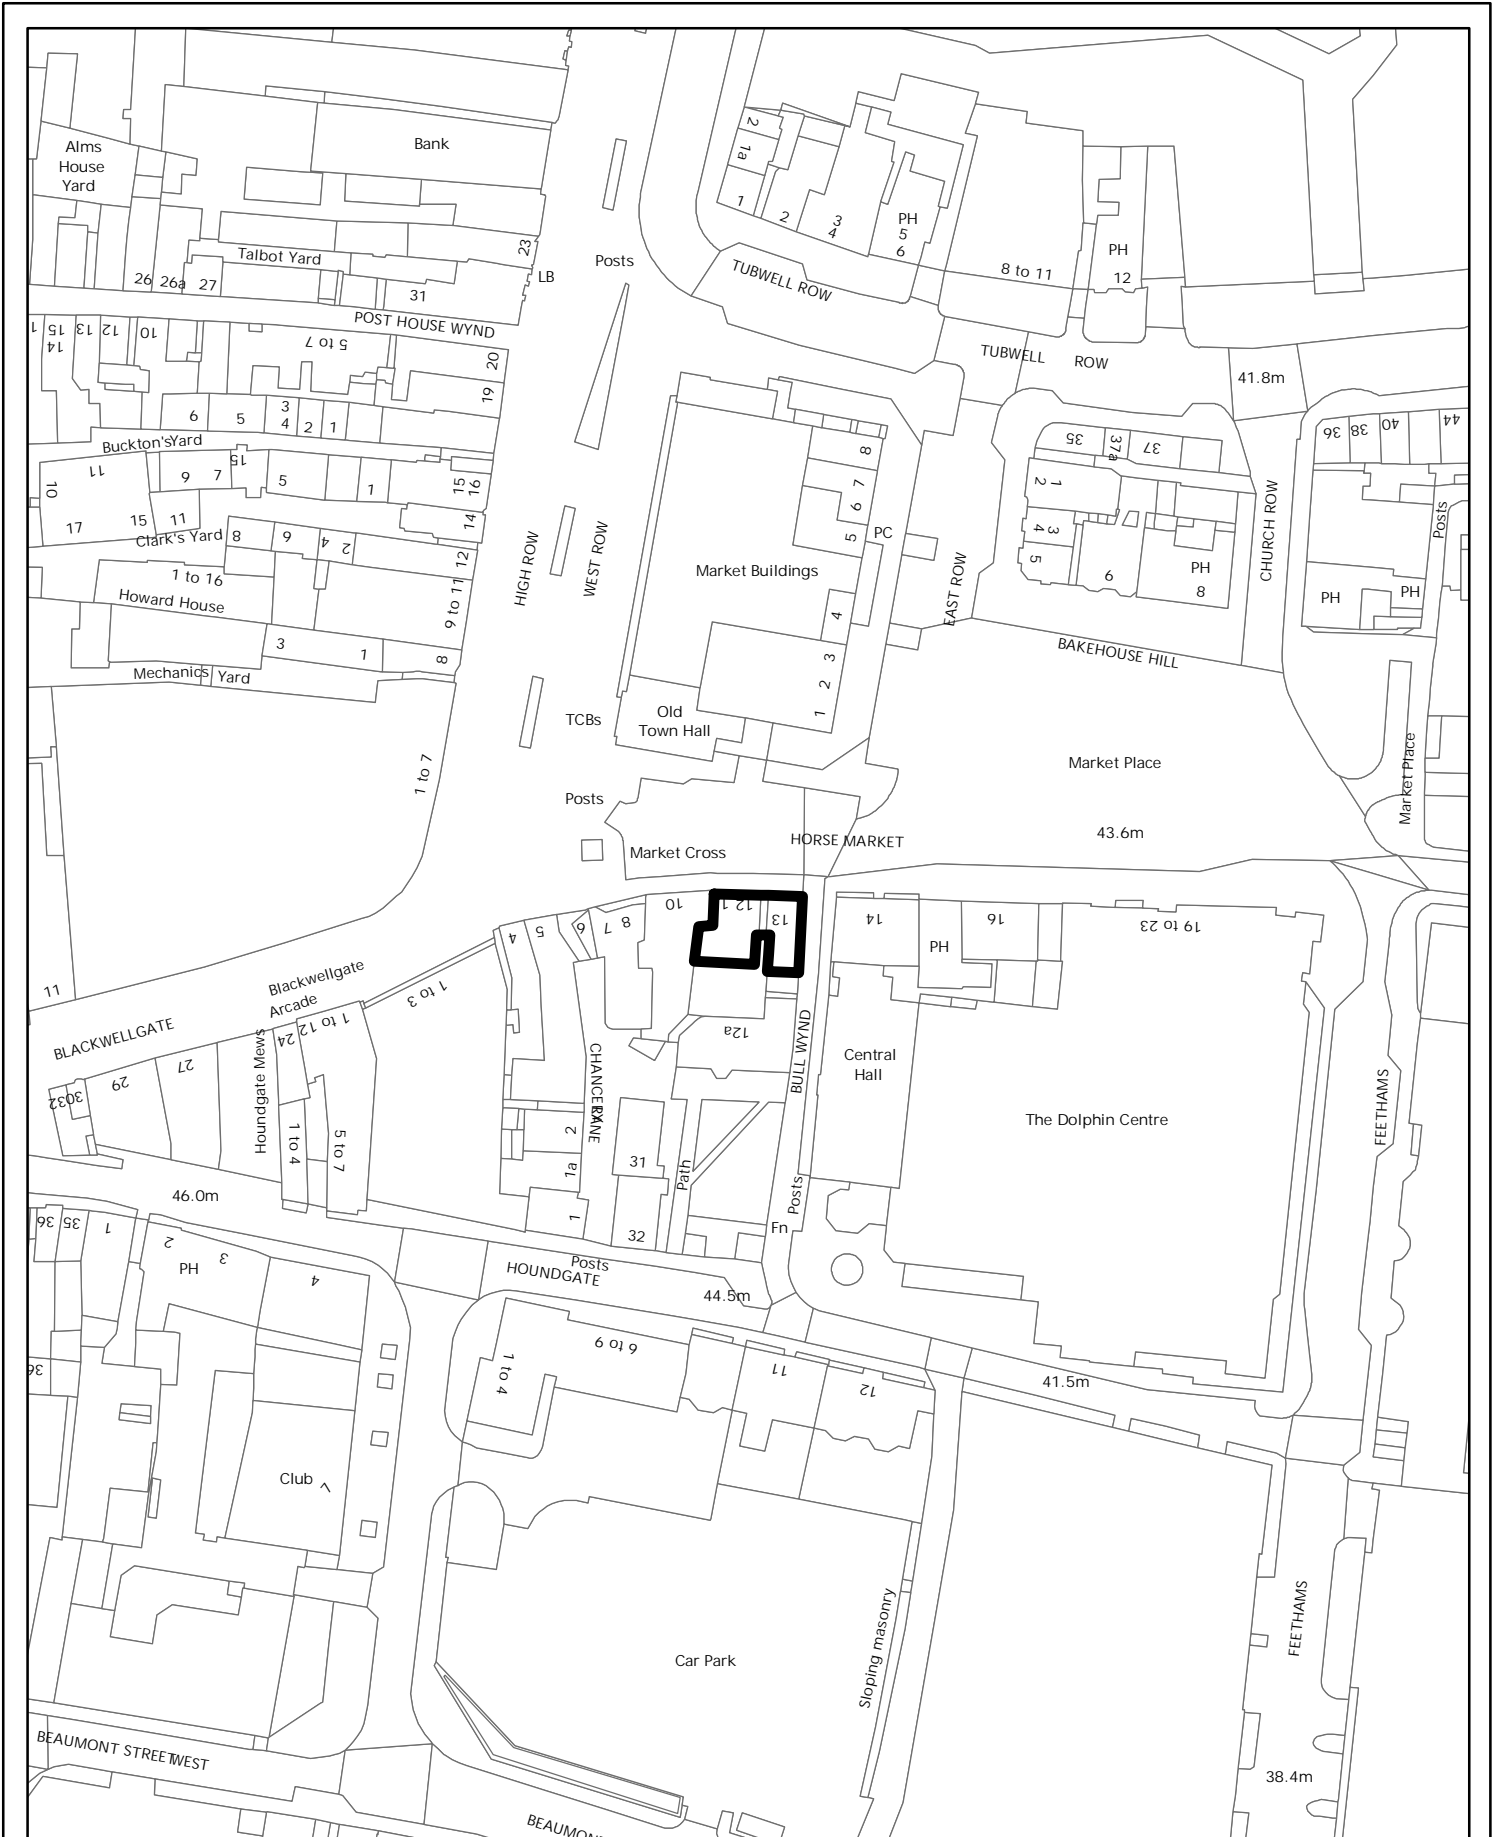 Alms
House
Yard
Bank
2
1a
1
2
3
4
PH
5
6
8 to 11
PH
12
Talbot Yard
23
26
26a
27
31
LB
Posts
TUBWELL ROW
POST HOUSE WYND
1
15
14
13
12
10
5 to 7
20
19
TUBWELL ROW
41.8m
6
5
3
4
2
1
Buckton's Yard
11
10
9
7
15
5
1
15
16
17
15
11
14
Clark's Yard
8
6
4
2
12
1 to 16
Howard House
9 to 11
3
1
8
Mechanics Yard
HIGH ROW
WEST ROW
8
7
6
5
PC
Market Buildings
4
3
2
1
EAST ROW
35
37a
37
1
2
3
4
5
6
PH
8
CHURCH ROW
36
38
40
44
Posts
PH
PH
BAKEHOUSE HILL
Old
Town Hall
TCBs
1 to 7
Market Place
Market Place
Posts
43.6m
HORSE MARKET
Market Cross
10
12
1
13
14
PH
16
19 to 23
4
5
6
7
8
11
Blackwellgate
Arcade
1 to 3
BLACKWELLGATE
1 to 12
24
27
29
30
32
Houndgate Mews
12a
CHANCERY LANE
BULL WYND
Central
Hall
The Dolphin Centre
FEETHAMS
1 to 4
5 to 7
2
1a
1
31
32
Path
Posts
Fn
46.0m
36
35
1
2
PH
3
4
Posts
HOUNDGATE
44.5m
36
1 to 4
6 to 9
11
12
41.5m
Club
7
Car Park
Sloping masonry
FEETHAMS
BEAUMONT STREET WEST
38.4m